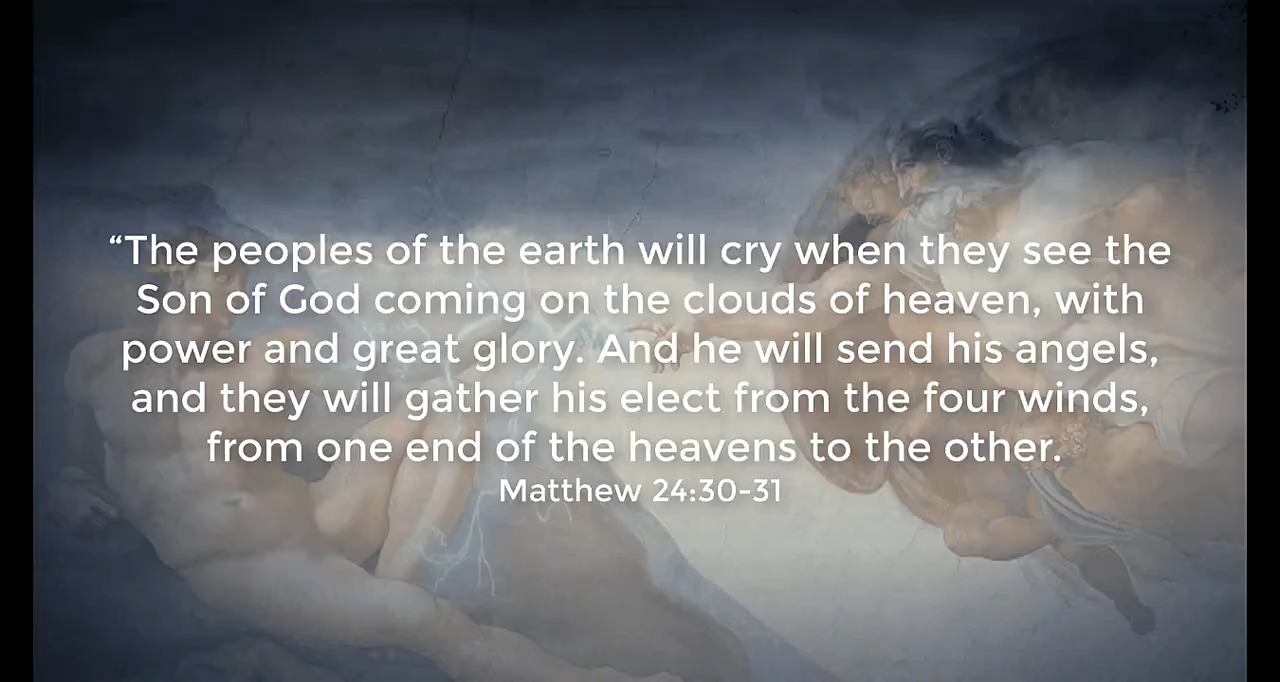 “The peoples of the earth will cry when they see the
Son of God coming on the clouds of heaven, with
power and great glory. And he will send his angels,
and they will gather his elect from the four winds,
from one end of the heavens to the other.
Matthew 24:30-31